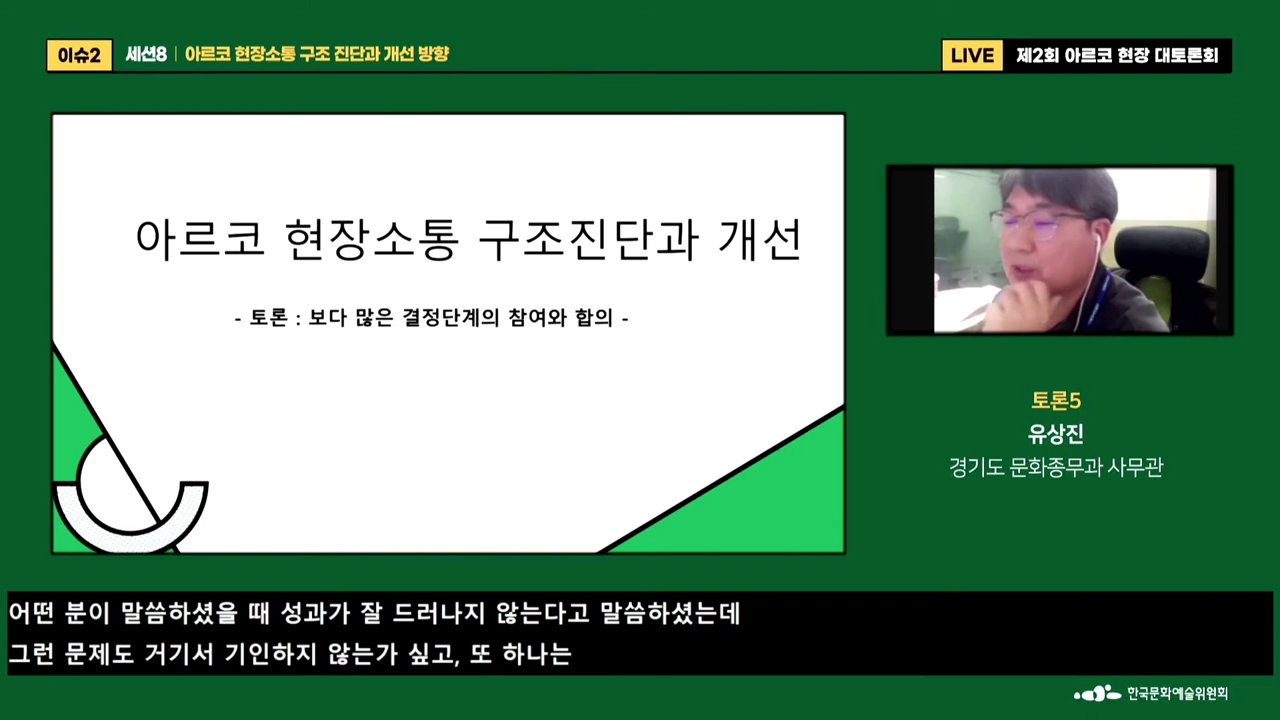 이슈2 세션8 | 아르코 현장소통 구조 진단과 개선 방향
LIVE 제2회 아르코 현장 대토론회
아르코 현장소통 구조진단과 개선
- 토론 : 보다 많은 결정단계의 참여와 합의 -
토론5
유상진
경기도 문화종무과 사무관
어떤 분이 말씀하셨을 때 성과가 잘 드러나지 않는다고 말씀하셨는데
그런 문제도 거기서 기인하지 않는가 싶고, 또 하나는
한국문화예술위원회